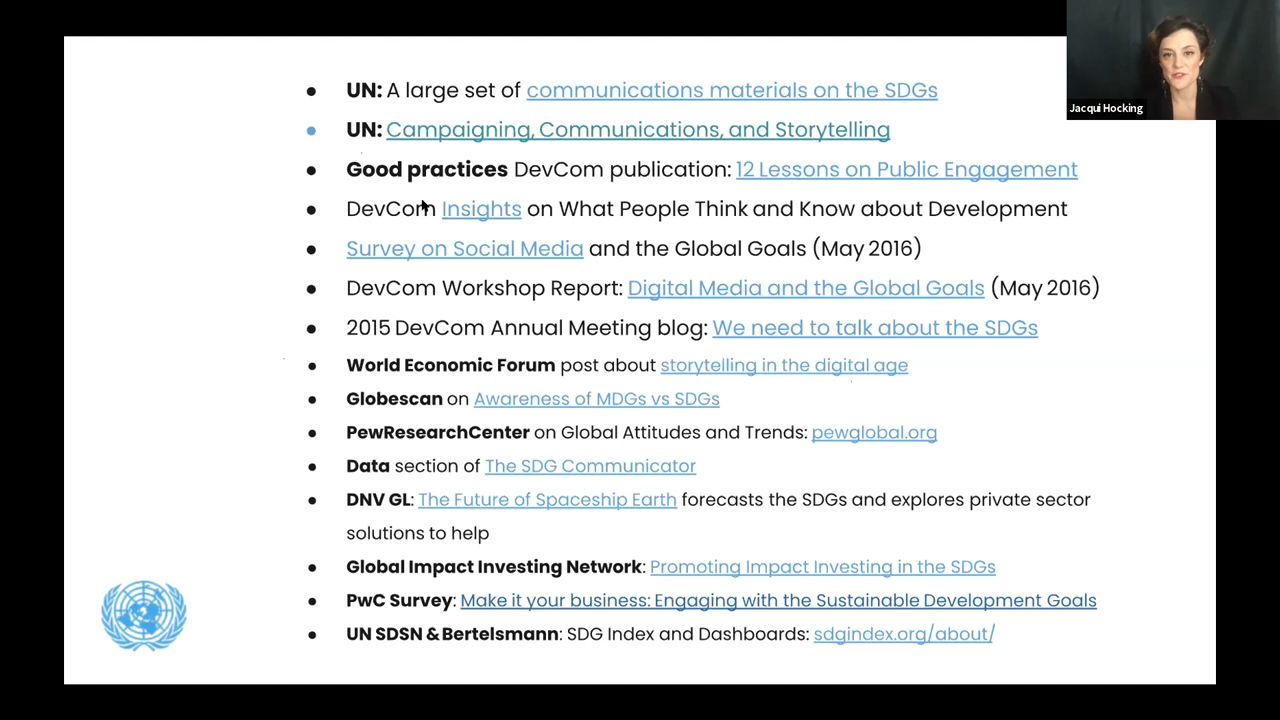 UN: A large set of communications materials on the SDGs
UN: Campaigning, Communications, and Storytelling
Good practices DevCom publication: 12 Lessons on Public Engagement
DevCom Insights on What People Think and Know about Development
Survey on Social Media and the Global Goals (May 2016)
DevCom Workshop Report: Digital Media and the Global Goals (May 2016)
2015 DevCom Annual Meeting blog: We need to talk about the SDGs
World Economic Forum post about storytelling in the digital age
Globescan on Awareness of MDGs vs SDGs
PewResearchCenter on Global Attitudes and Trends: pewglobal.org
Data section of The SDG Communicator
DNV GL: The Future of Spaceship Earth forecasts the SDGs and explores private sector
solutions to help
Global Impact Investing Network: Promoting Impact Investing in the SDGs
PwC Survey: Make it your business: Engaging with the Sustainable Development Goals
UN SDSN & Bertelsmann: SDG Index and Dashboards: sdgindex.org/about/
Jacqui Hocking